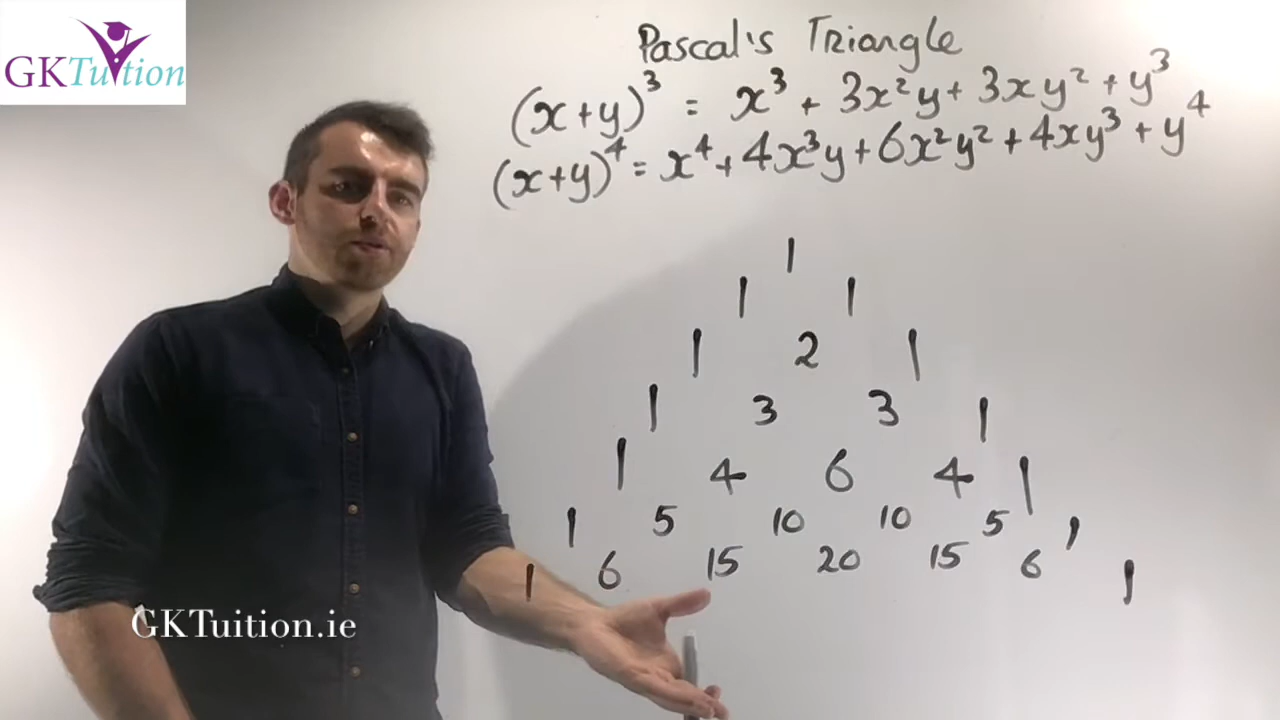 GKTuition
Pascal's Triangle
(x+y)³ = x³ + 3x²y + 3xy² + y³
(x+y)⁴ = x⁴ + 4x³y + 6x²y² + 4xy³ + y⁴
1
1 1
1 2 1
1 3 3 1
1 4 6 4 1
1 5 10 10 5 1
1 6 15 20 15 6 1
GKTuition.ie